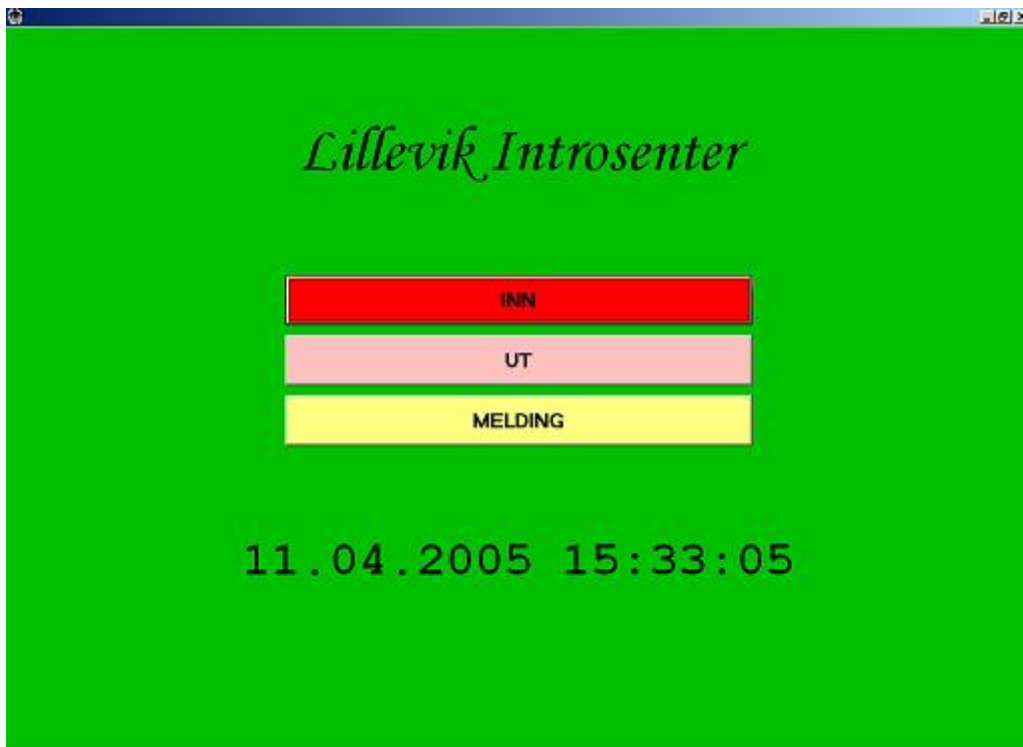 Lillevik Introsenter
INN
UT
MELDING
11.04.2005 15:33:05